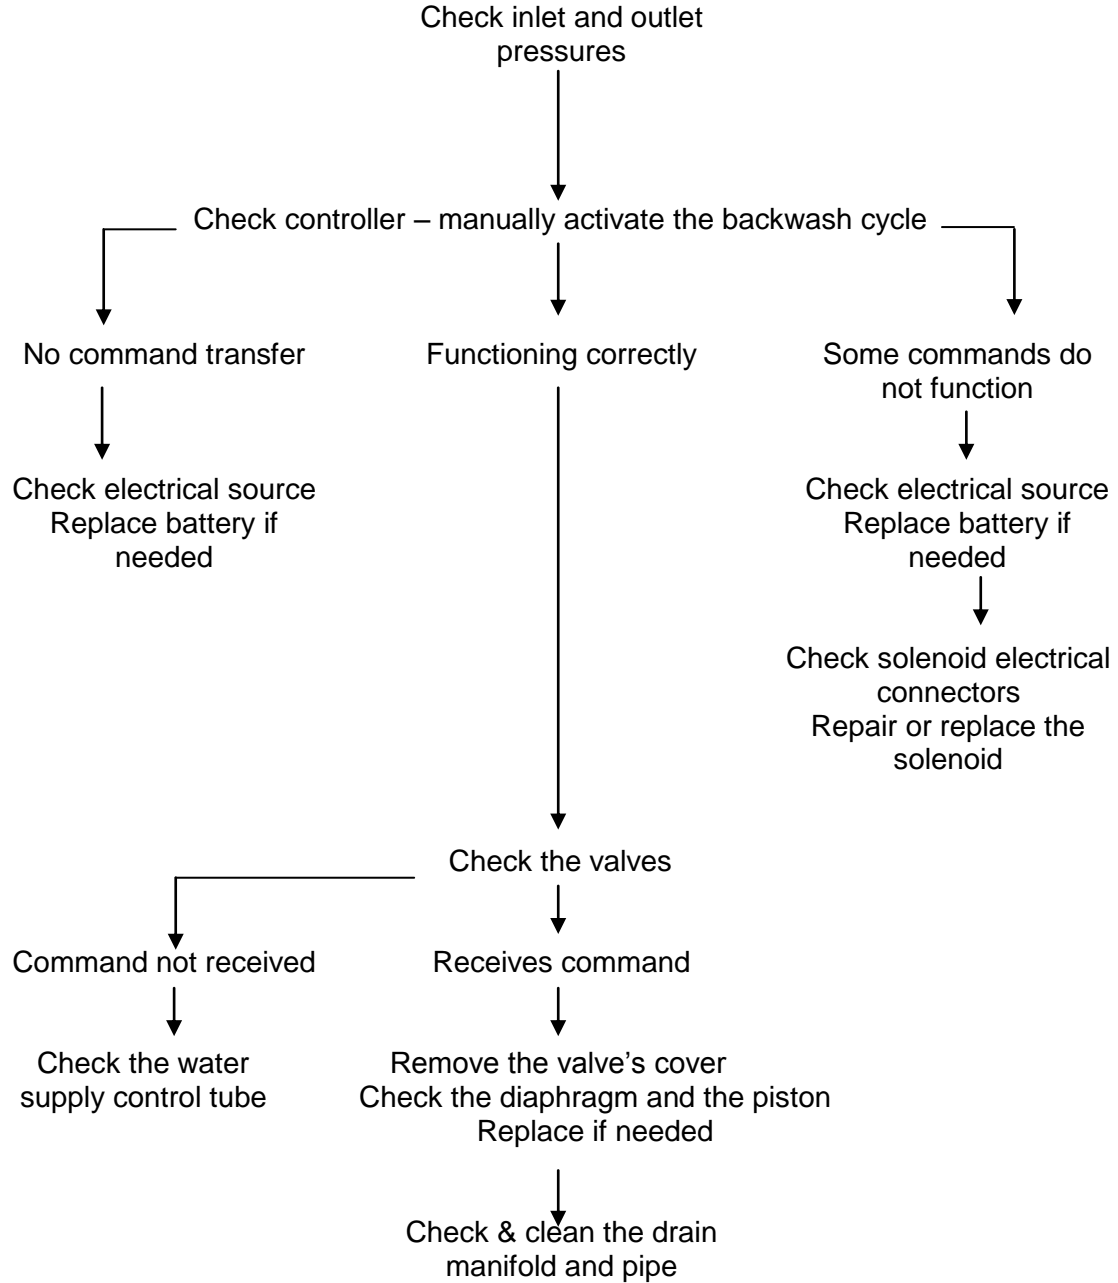 Check inlet and outlet
pressures
Check controller – manually activate the backwash cycle
No command transfer
Functioning correctly
Some commands do
not function
Check electrical source
Replace battery if
needed
Check electrical source
Replace battery if
needed
Check solenoid electrical
connectors
Repair or replace the
solenoid
Check the valves
Command not received
Receives command
Check the water
supply control tube
Remove the valve’s cover
Check the diaphragm and the piston
Replace if needed
Check & clean the drain
manifold and pipe